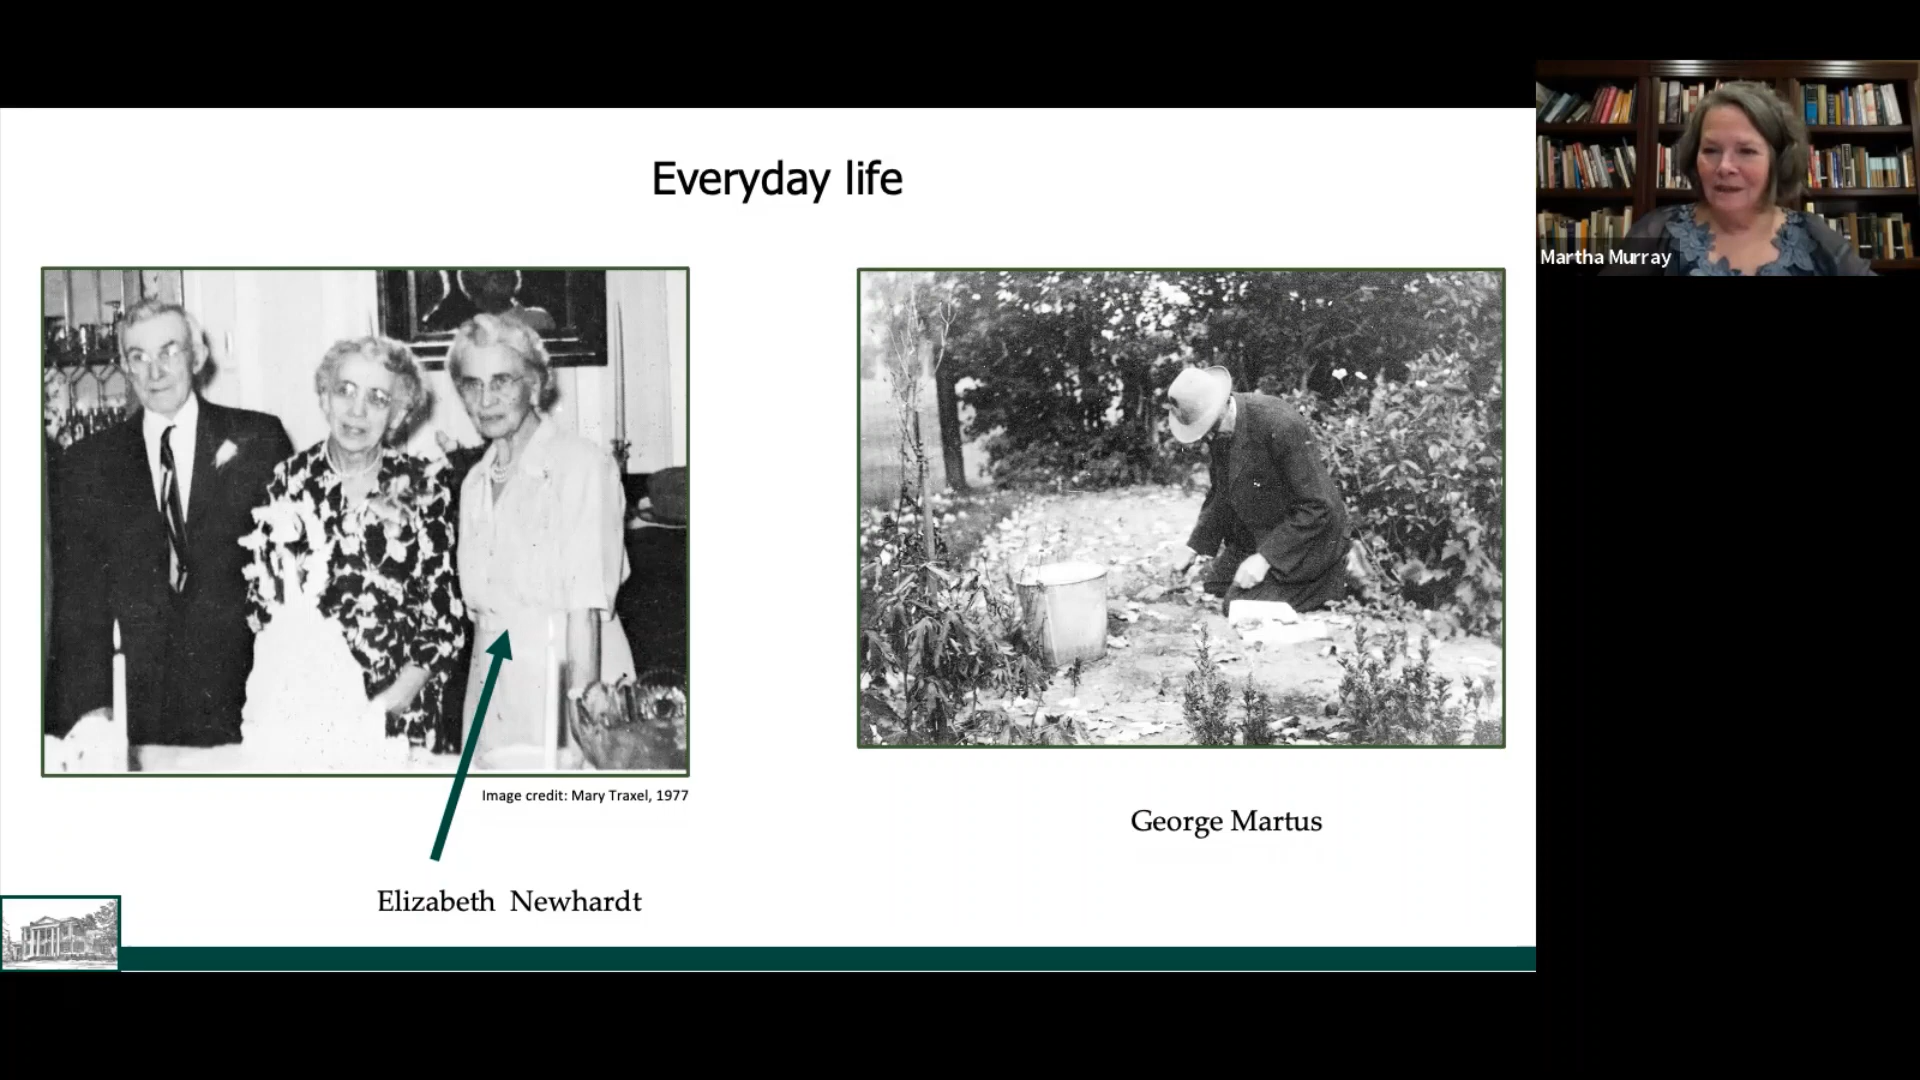 Everyday life
Martha Murray
Image credit: Mary Traxel, 1977
George Martus
Elizabeth Newhardt